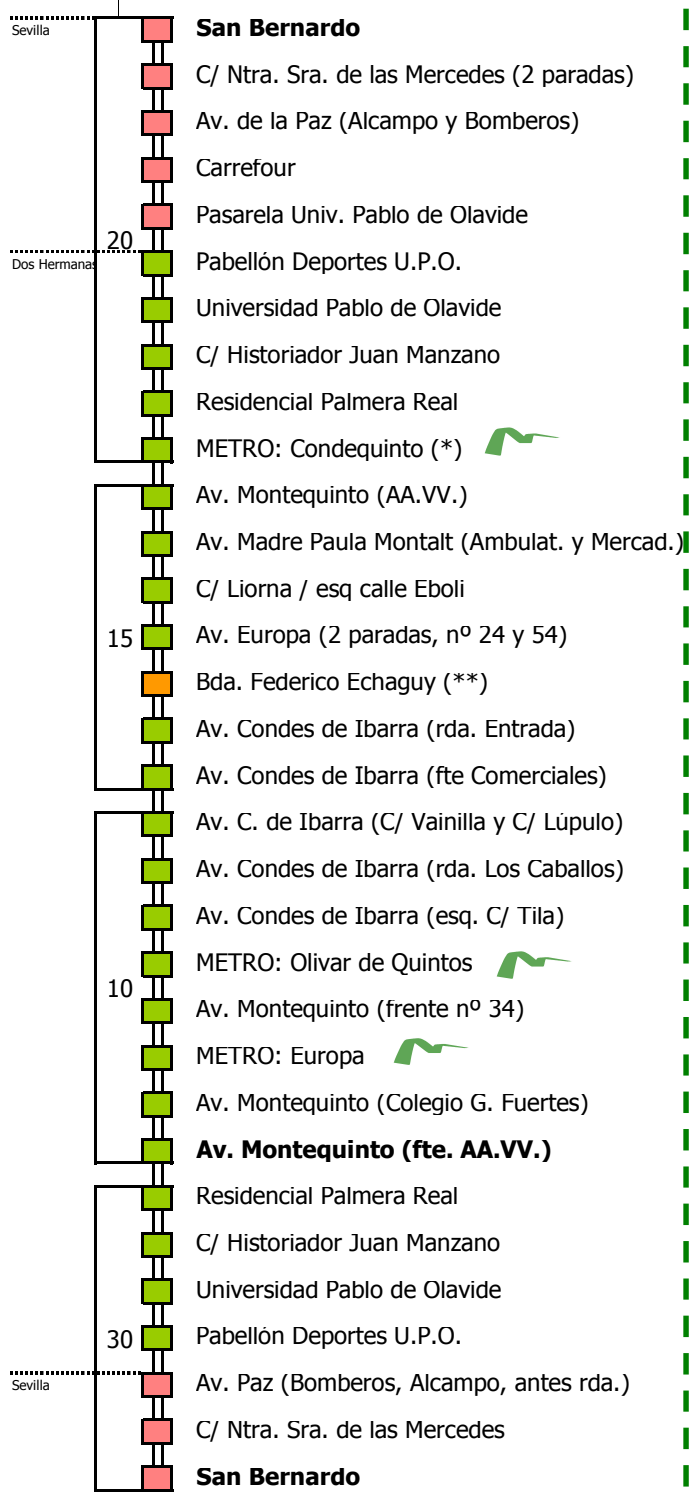 Sevilla
San Bernardo
C/ Ntra. Sra. de las Mercedes (2 paradas)
Av. de la Paz (Alcampo y Bomberos)
Carrefour
Pasarela Univ. Pablo de Olavide
20
Dos Hermanas
Pabellón Deportes U.P.O.
Universidad Pablo de Olavide
C/ Historiador Juan Manzano
Residencial Palmera Real
METRO: Condequinto (*)
Av. Montequinto (AA.VV.)
Av. Madre Paula Montalt (Ambulat. y Mercad.)
C/ Liorna / esq calle Eboli
15
Av. Europa (2 paradas, nº 24 y 54)
Bda. Federico Echaguy (**)
Av. Condes de Ibarra (rda. Entrada)
Av. Condes de Ibarra (fte Comerciales)
Av. C. de Ibarra (C/ Vainilla y C/ Lúpulo)
Av. Condes de Ibarra (rda. Los Caballos)
Av. Condes de Ibarra (esq. C/ Tila)
METRO: Olivar de Quintos
10
Av. Montequinto (frente nº 34)
METRO: Europa
Av. Montequinto (Colegio G. Fuertes)
Av. Montequinto (fte. AA.VV.)
Residencial Palmera Real
C/ Historiador Juan Manzano
Universidad Pablo de Olavide
30
Pabellón Deportes U.P.O.
Sevilla
Av. Paz (Bomberos, Alcampo, antes rda.)
C/ Ntra. Sra. de las Mercedes
San Bernardo